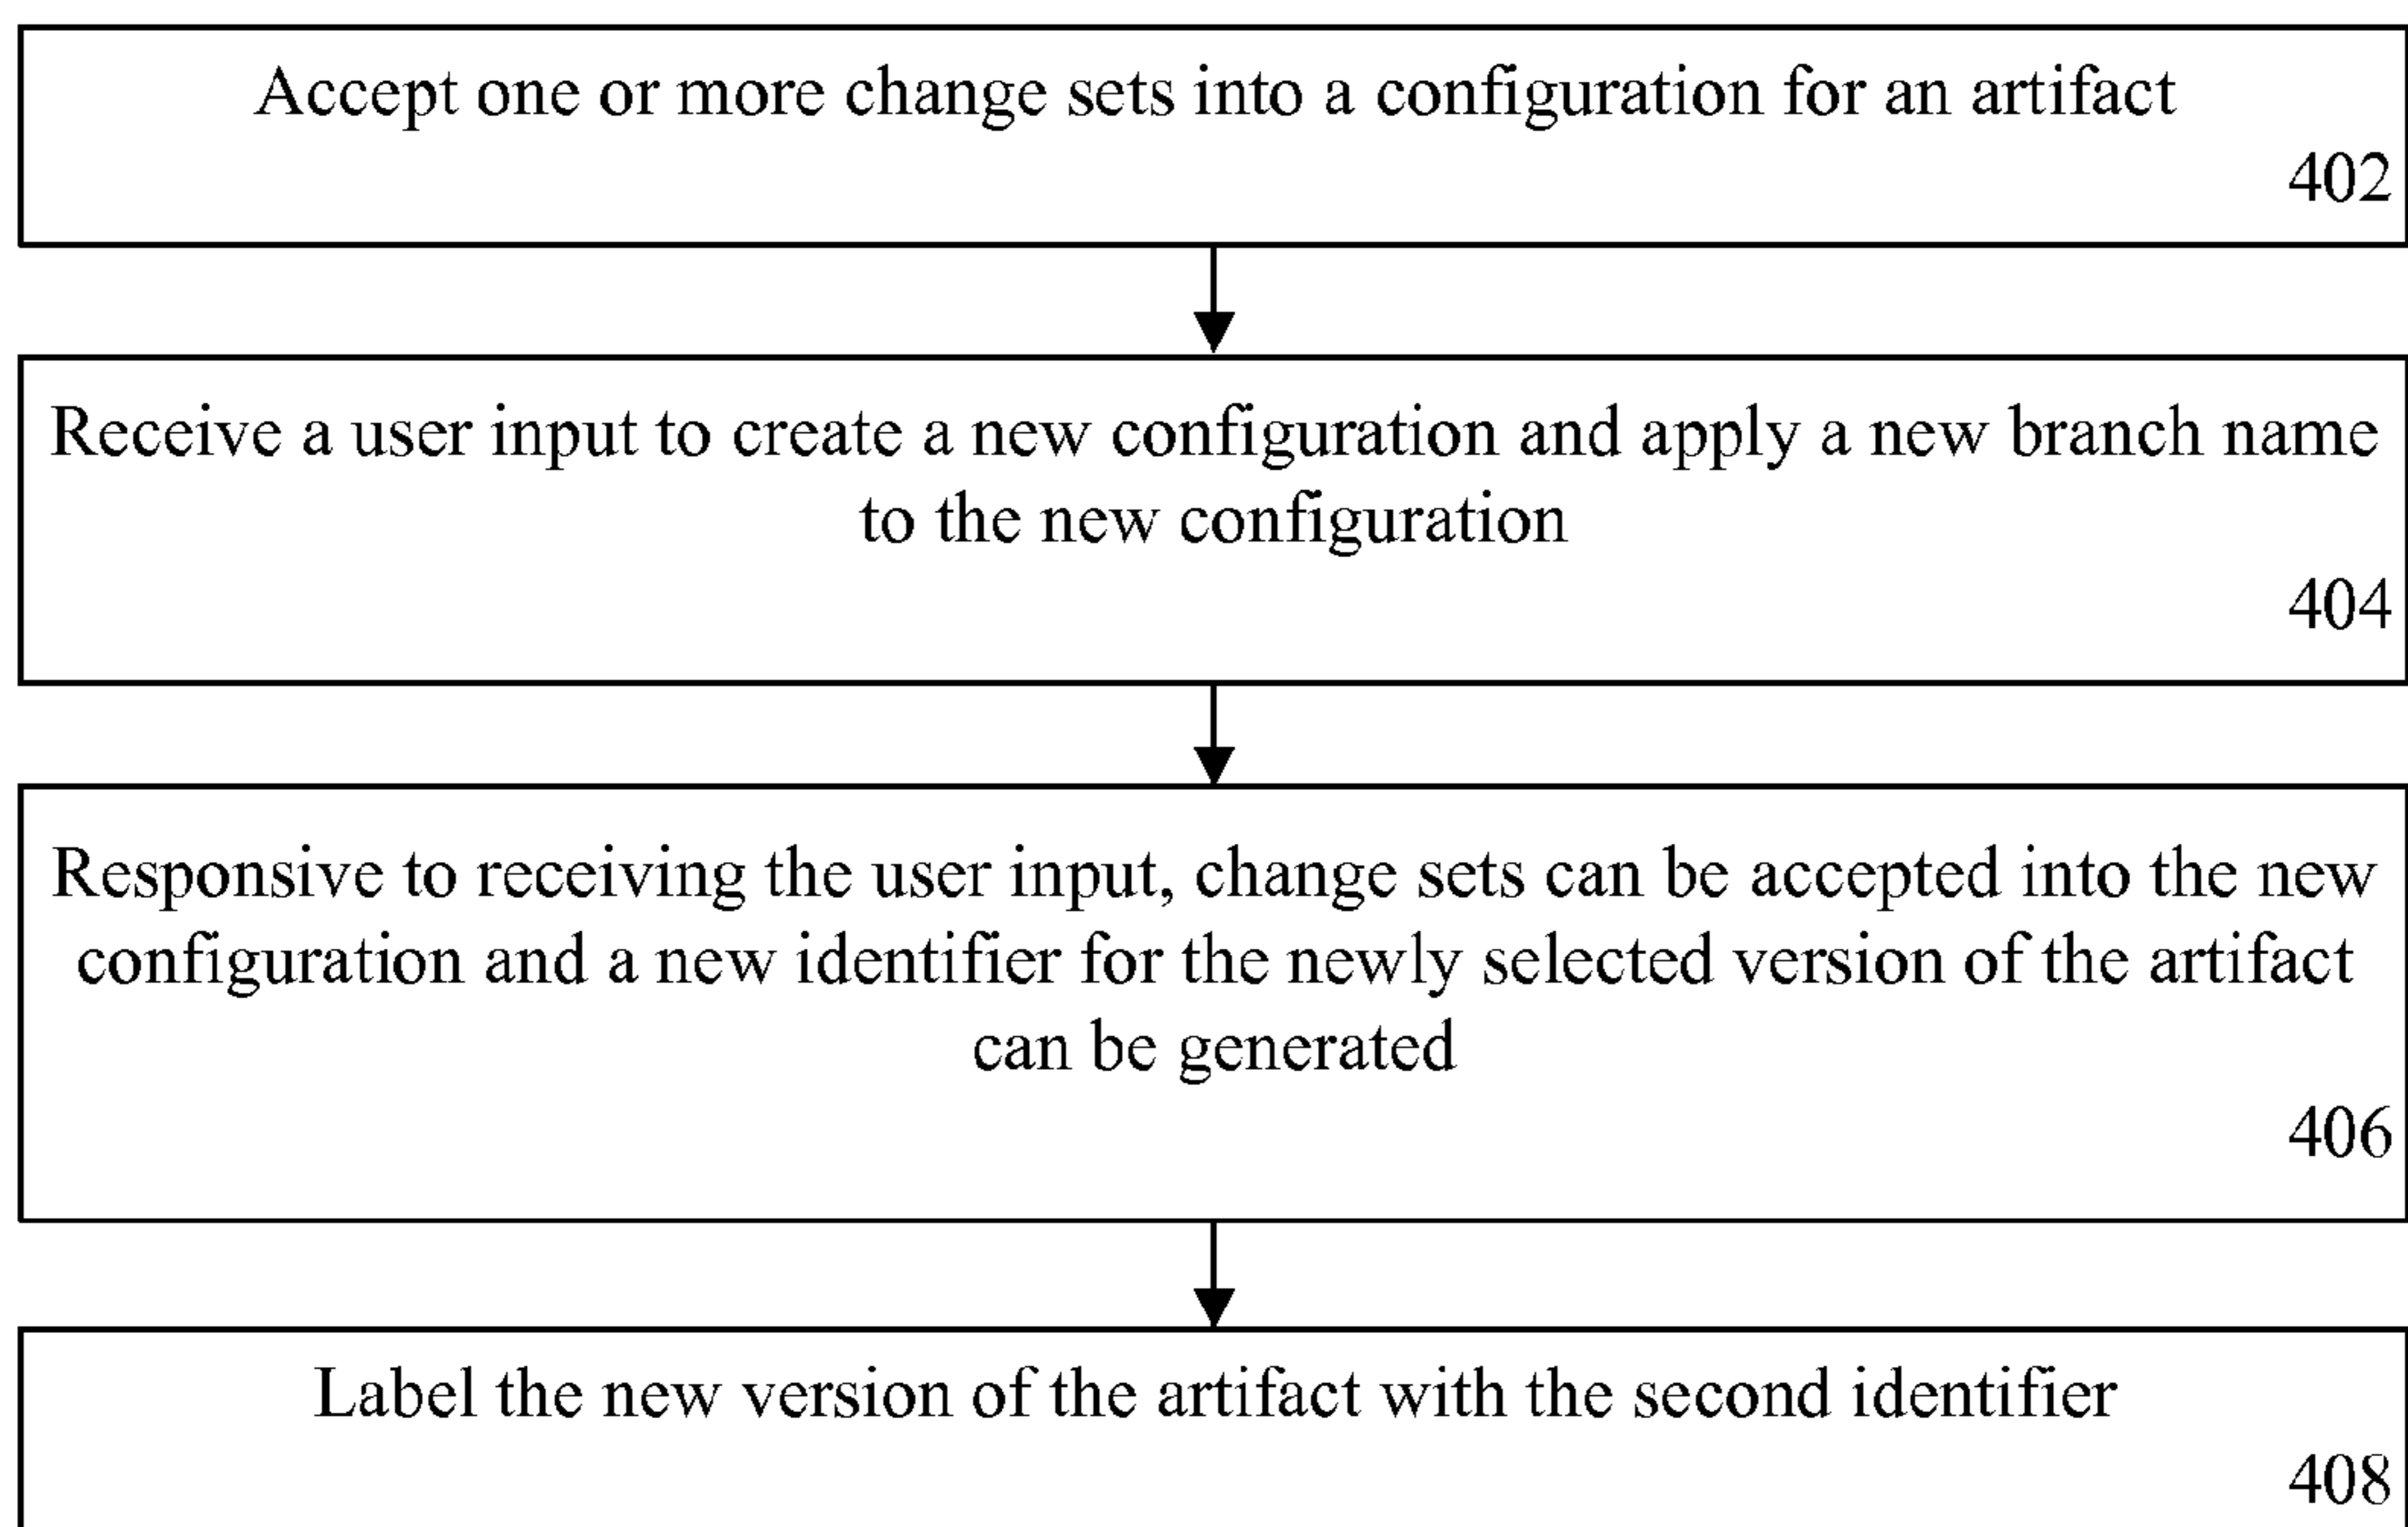 Accept one or more change sets into a configuration for an artifact
402
Receive a user input to create a new configuration and apply a new branch name
to the new configuration
404
Responsive to receiving the user input, change sets can be accepted into the new
configuration and a new identifier for the newly selected version of the artifact
can be generated
406
Label the new version of the artifact with the second identifier
408